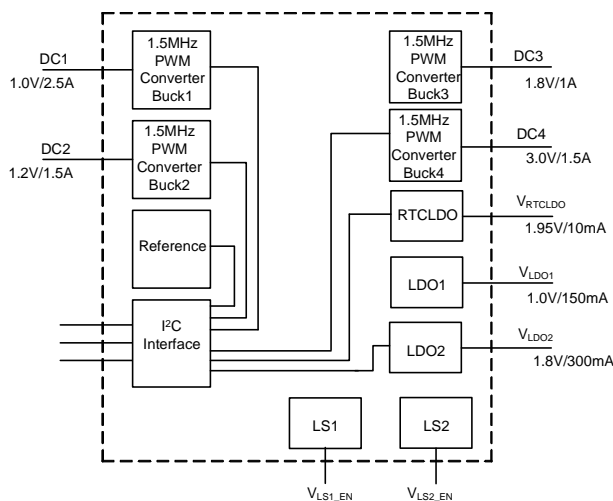 DC1
1.0V/2.5A
1.5MHz
PWM
Converter
Buck1
DC2
1.2V/1.5A
1.5MHz
PWM
Converter
Buck2
Reference
I²C
Interface
1.5MHz
PWM
Converter
Buck3
DC3
1.8V/1A
1.5MHz
PWM
Converter
Buck4
DC4
3.0V/1.5A
RTCLDO
VRTCLDO
1.95V/10mA
LDO1
VLDO1
1.0V/150mA
LDO2
VLDO2
1.8V/300mA
LS1
LS2
VLS1_EN
VLS2_EN